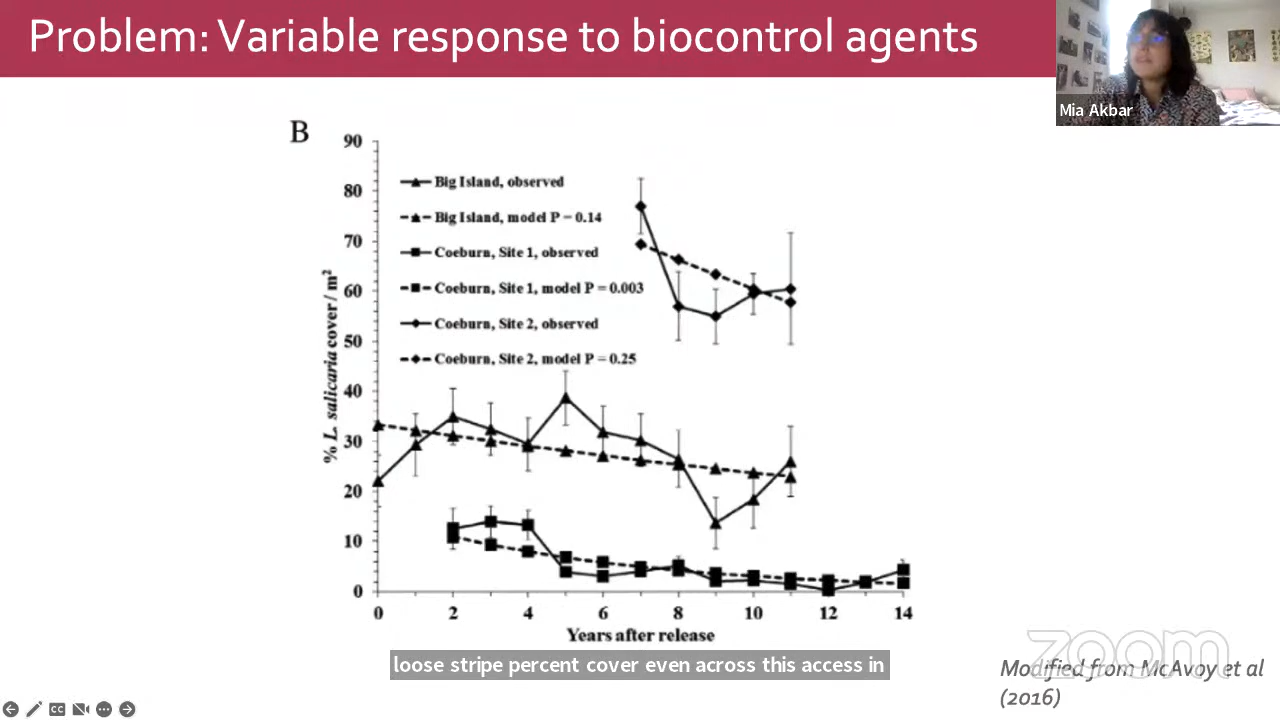 Problem: Variable response to biocontrol agents
Mia Akbar
B
90
80
70
60
50
40
30
20
10
0
% L. salicaria cover / m²
Big Island, observed
Big Island, model P = 0.14
Coeburn, Site 1, observed
Coeburn, Site 1, model P = 0.003
Coeburn, Site 2, observed
Coeburn, Site 2, model P = 0.25
0 2 4 6 8 10 12 14
Years after release
loose stripe percent cover even across this access in
zoom
Modified from McAvoy et al
(2016)
CC